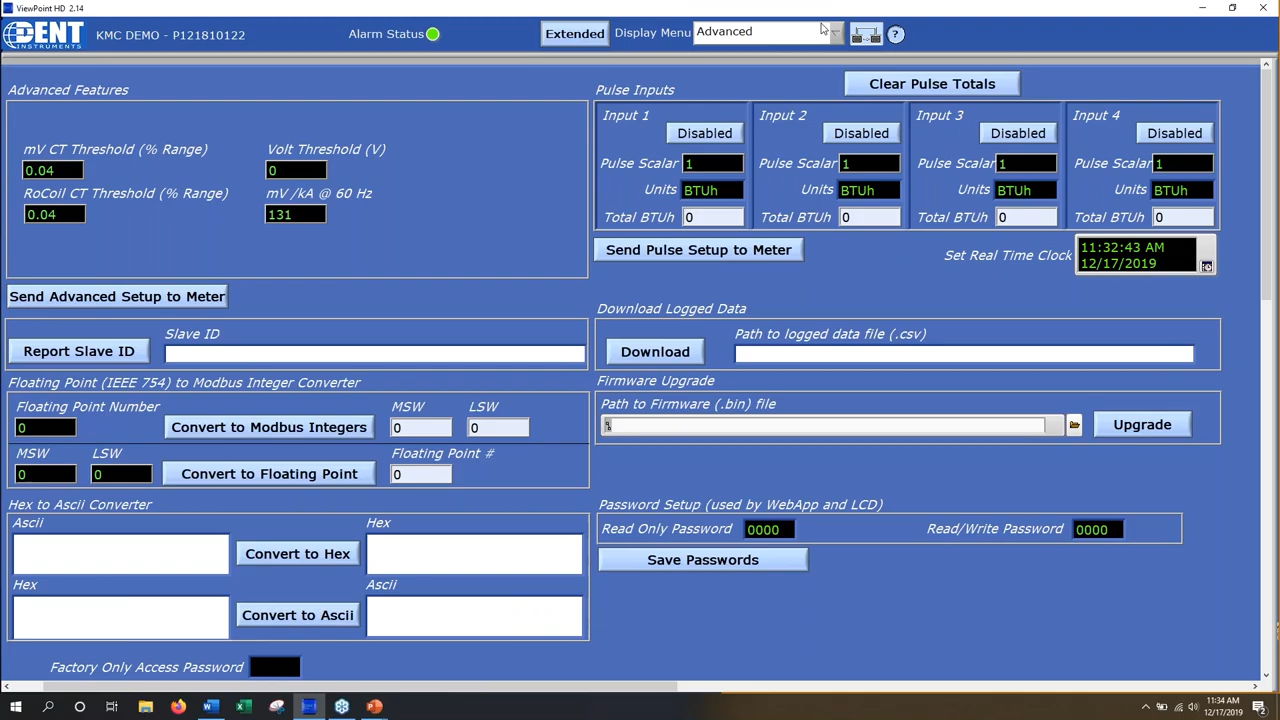 ViewPoint HD 2.14
DENT
INSTRUMENTS
KMC DEMO - P121810122
Alarm Status
Extended
Display Menu
Advanced
?
Advanced Features
mV CT Threshold (% Range)
0.04
Volt Threshold (V)
0
RoCoil CT Threshold (% Range)
0.04
mV /kA @ 60 Hz
131
Send Advanced Setup to Meter
Pulse Inputs
Clear Pulse Totals
Input 1
Disabled
Pulse Scalar 1
Units BTUh
Total BTUh 0
Input 2
Disabled
Pulse Scalar 1
Units BTUh
Total BTUh 0
Input 3
Disabled
Pulse Scalar 1
Units BTUh
Total BTUh 0
Input 4
Disabled
Pulse Scalar 1
Units BTUh
Total BTUh 0
Send Pulse Setup to Meter
Set Real Time Clock
11:32:43 AM
12/17/2019
Report Slave ID
Slave ID
Download Logged Data
Download
Path to logged data file (.csv)
Floating Point (IEEE 754) to Modbus Integer Converter
Floating Point Number
0
Convert to Modbus Integers
MSW
0
LSW
0
MSW
0
LSW
0
Convert to Floating Point
Floating Point #
0
Firmware Upgrade
Path to Firmware (.bin) file
Upgrade
Hex to Ascii Converter
Ascii
Convert to Hex
Hex
Hex
Convert to Ascii
Ascii
Password Setup (used by WebApp and LCD)
Read Only Password 0000
Read/Write Password 0000
Save Passwords
Factory Only Access Password
11:34 AM
12/17/2019
2